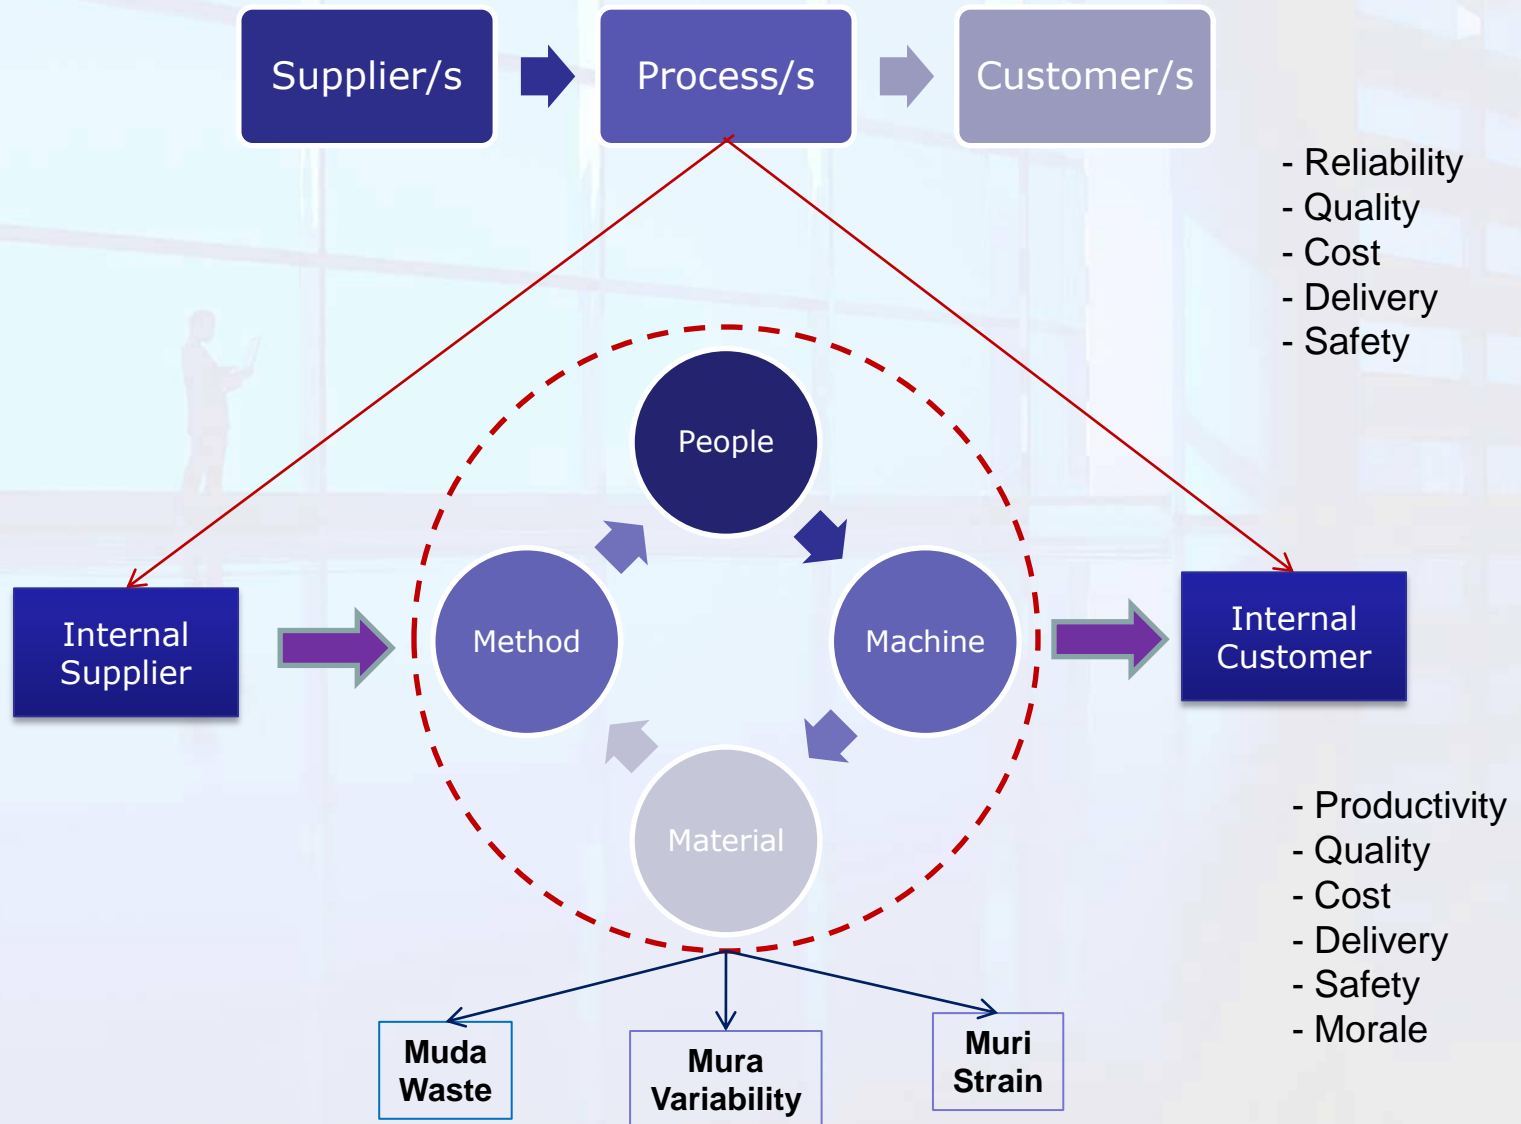 Supplier/s
Process/s
Customer/s
- Reliability
- Quality
- Cost
- Delivery
- Safety
People
Method
Machine
Material
Internal
Supplier
Internal
Customer
- Productivity
- Quality
- Cost
- Delivery
- Safety
- Morale
Muda
Waste
Mura
Variability
Muri
Strain